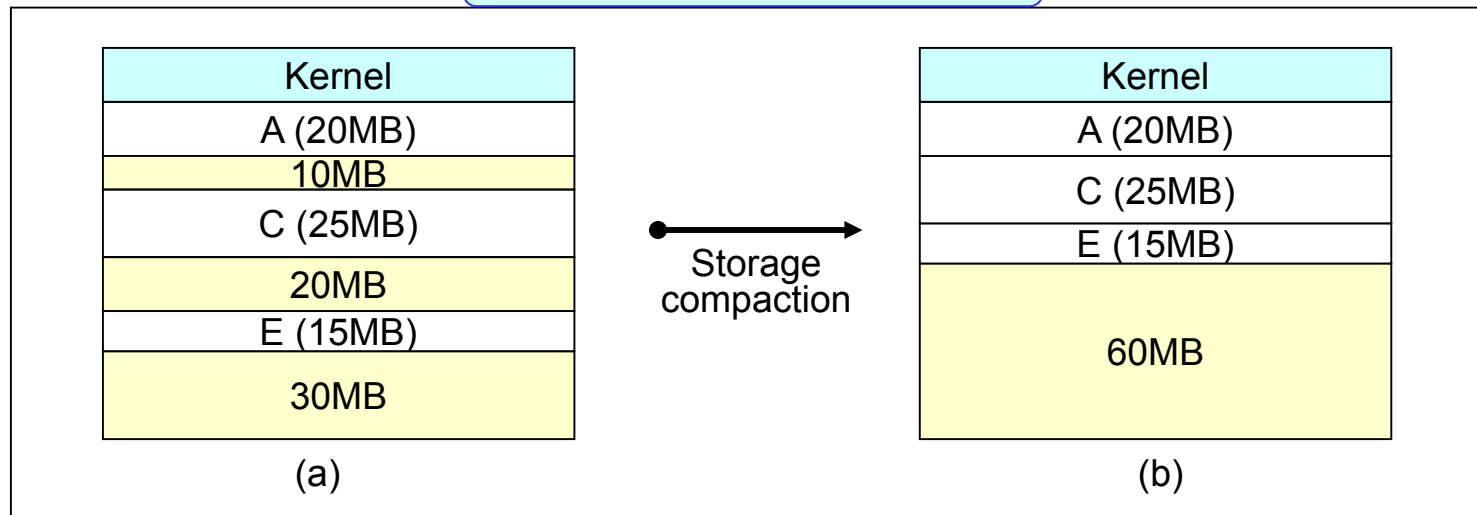 Kernel
A (20MB)
10MB
C (25MB)
20MB
E (15MB)
30MB
(a)
Storage
compaction
Kernel
A (20MB)
C (25MB)
E (15MB)
60MB
(b)